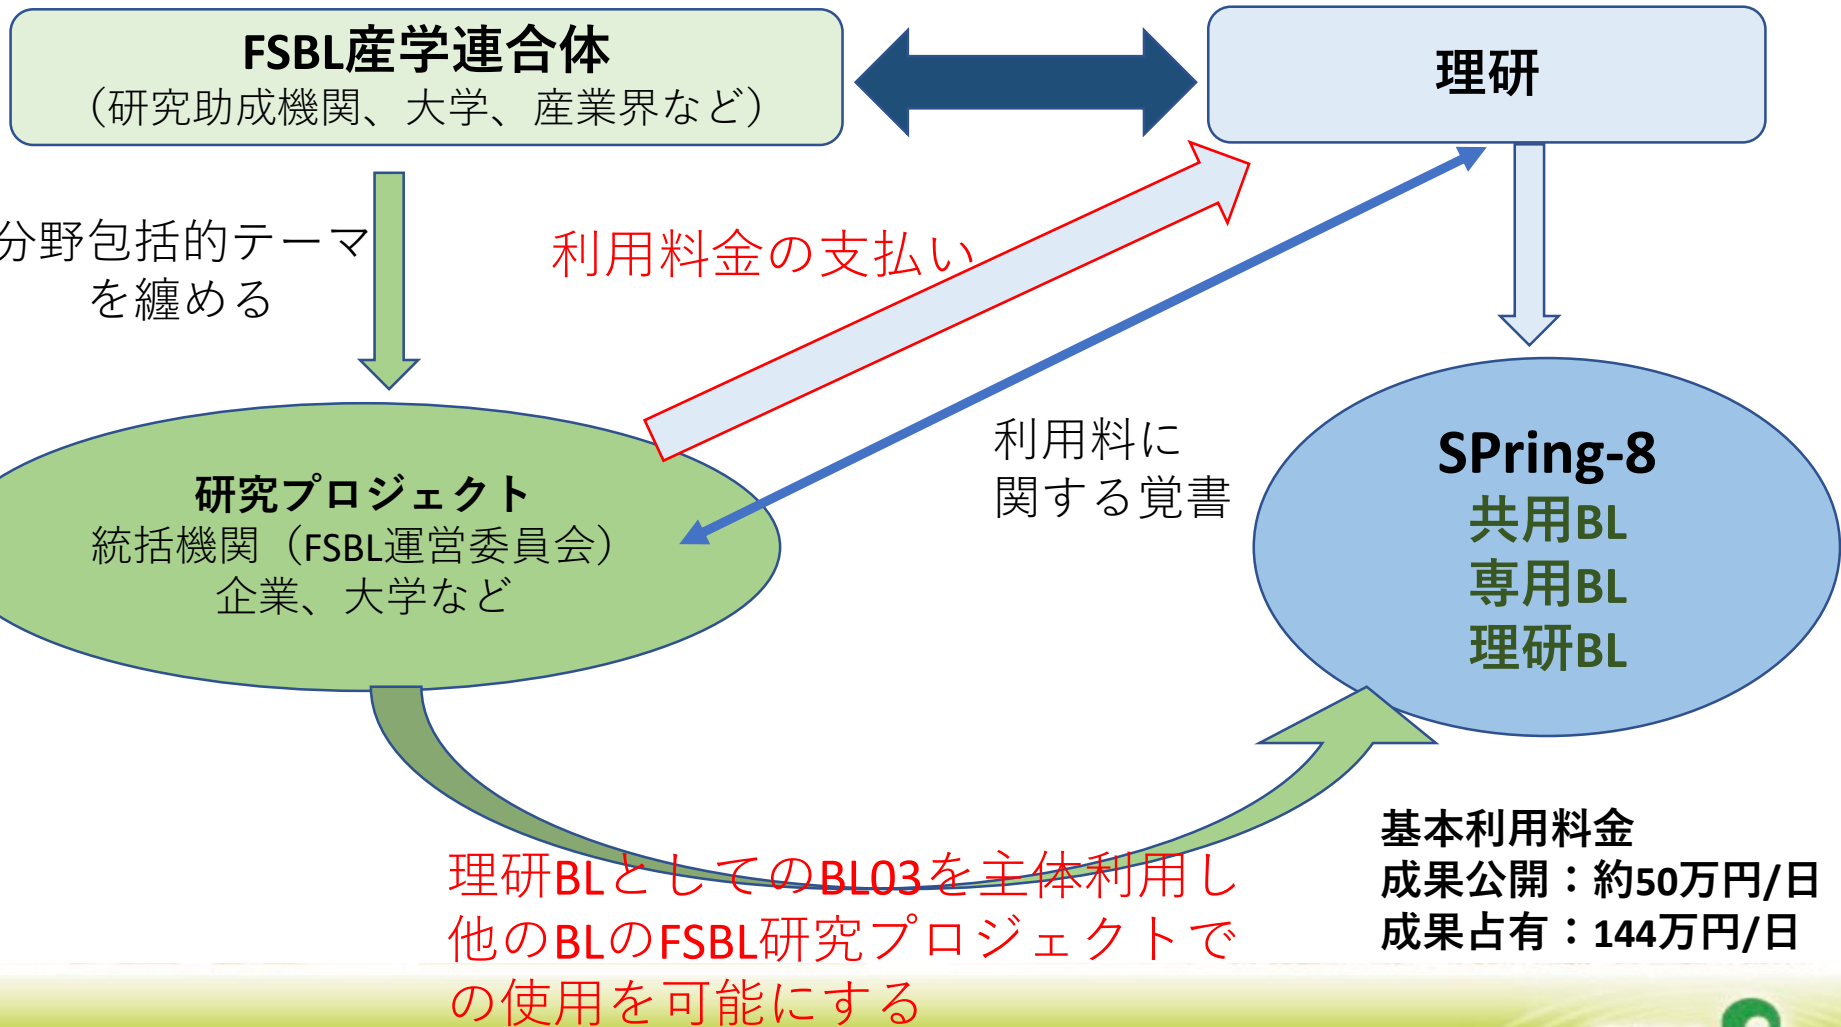 FSBL産学連合体
（研究助成機関、大学、産業界など）
理研
分野包括的テーマ
を纏める
利用料金の支払い
利用料に
関する覚書
研究プロジェクト
統括機関（FSBL運営委員会）
企業、大学など
SPring-8
共用BL
専用BL
理研BL
理研BLとしてのBL03を主体利用し
他のBLのFSBL研究プロジェクトで
の使用を可能にする
基本利用料金
成果公開：約50万円/日
成果占有：144万円/日